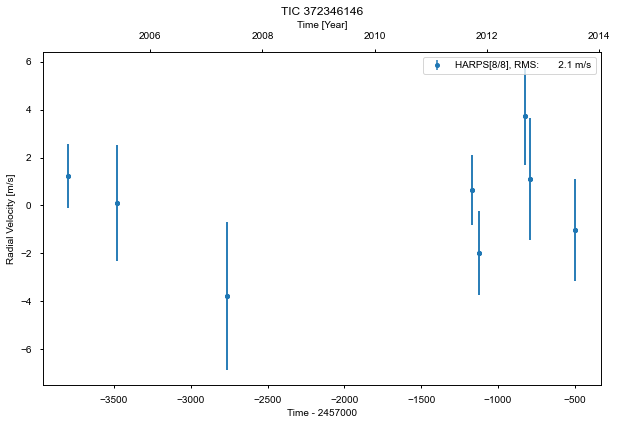 TIC 372346146
Time [Year]
2006 2008 2010 2012 2014
HARPS[8/8], RMS: 2.1 m/s
6
4
2
0
−2
−4
−6
Radial Velocity [m/s]
−3500 −3000 −2500 −2000 −1500 −1000 −500
Time - 2457000